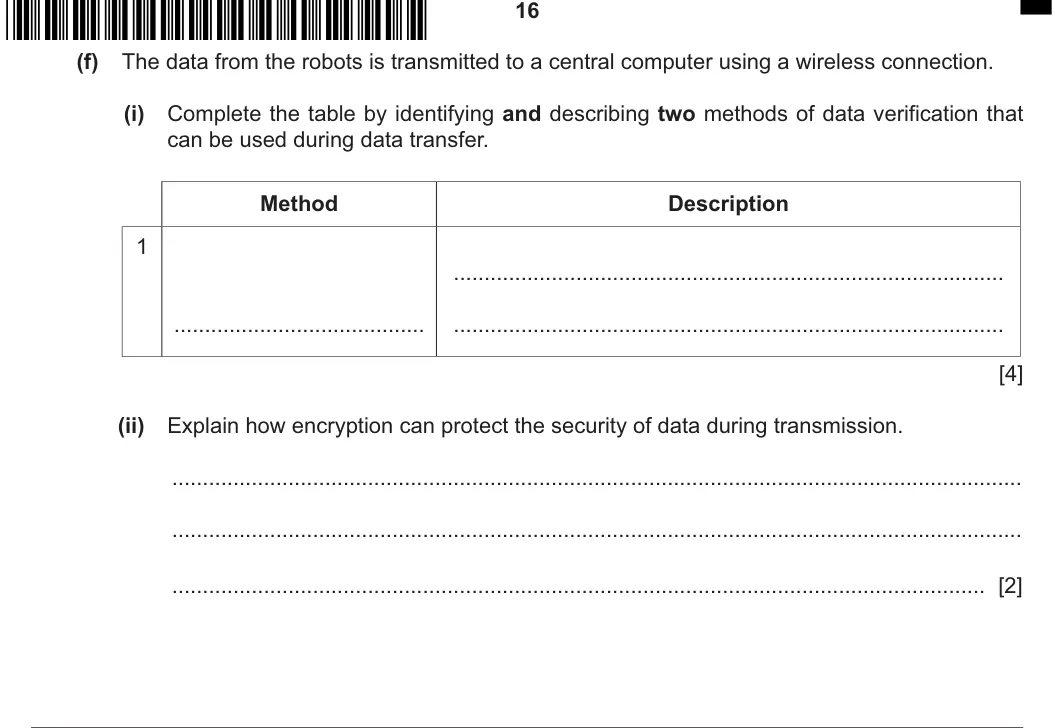 16
(f) The data from the robots is transmitted to a central computer using a wireless connection.
(i) Complete the table by identifying and describing two methods of data verification that
can be used during data transfer.
Method Description
1
..........................................................................................
......................................... ..........................................................................................
[4]
(ii) Explain how encryption can protect the security of data during transmission.
...........................................................................................................................................
...........................................................................................................................................
..................................................................................................................................... [2]